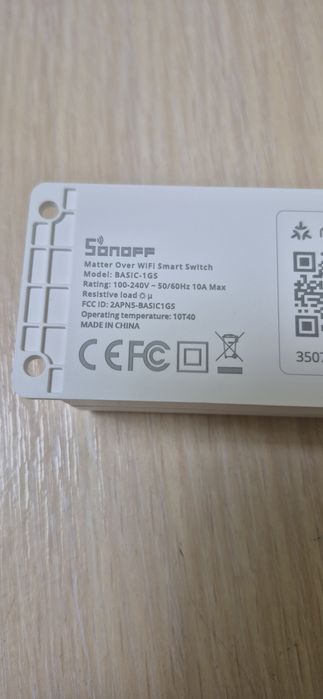 SONOFF
Matter Over WiFi Smart Switch
Model: BASIC-1GS
Rating: 100-240V ~ 50/60Hz 10A Max
Resistive load µ
FCC ID: 2APN5-BASIC1GS
Operating temperature: 10T40
MADE IN CHINA
CE FC
3507